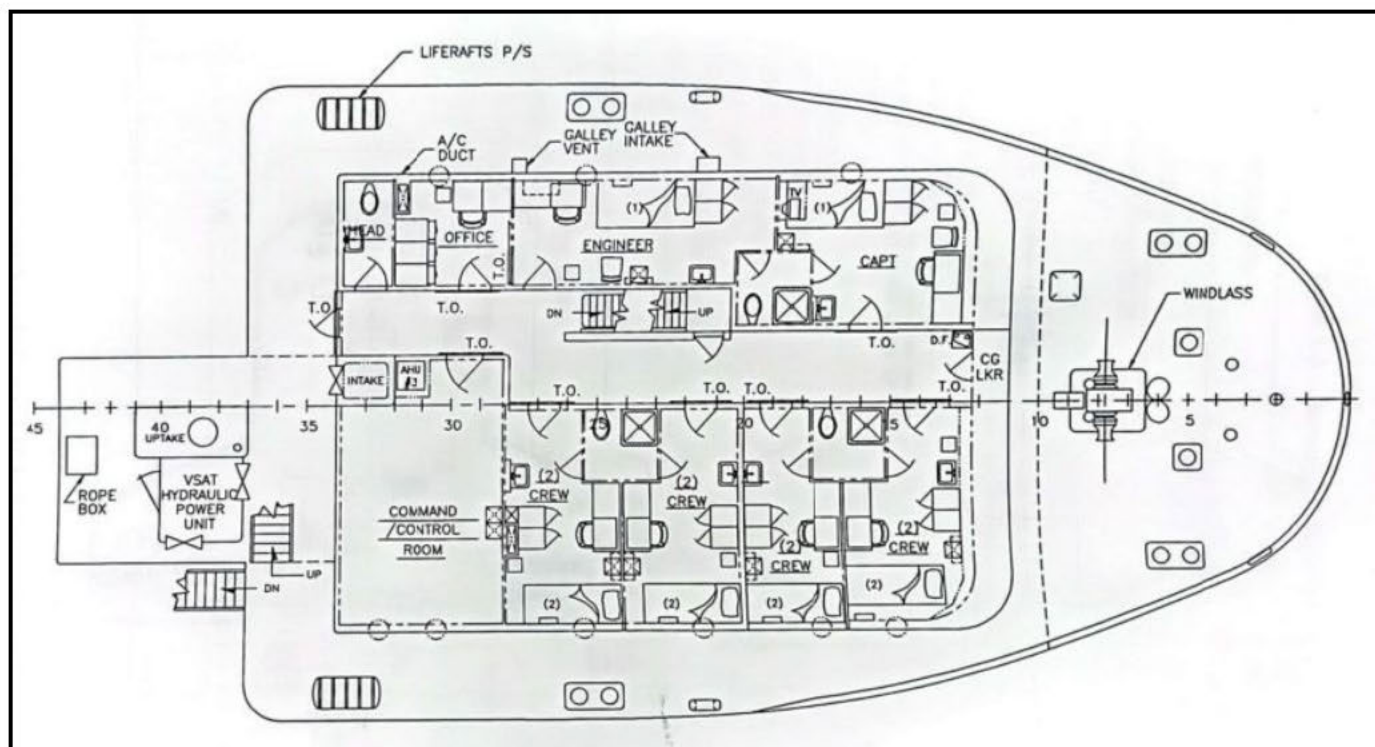 LIFERAFTS P/S
A/C
DUCT
GALLEY
VENT
GALLEY
INTAKE
HEAD
OFFICE
T.O.
ENGINEER
(1)
TV
(1)
CAPT
WINDLASS
T.O.
T.O.
DN
UP
T.O.
T.O.
D.F.
CG
LKR
INTAKE
AHU
T.O.
T.O.
T.O.
T.O.
45
40
35
30
25
20
15
10
5
UPTAKE
ROPE
BOX
VSAT
HYDRAULIC
POWER
UNIT
UP
DN
COMMAND
/CONTROL
ROOM
(2)
CREW
(2)
CREW
(2)
CREW
(2)
CREW
(2)
(2)
(2)
(2)